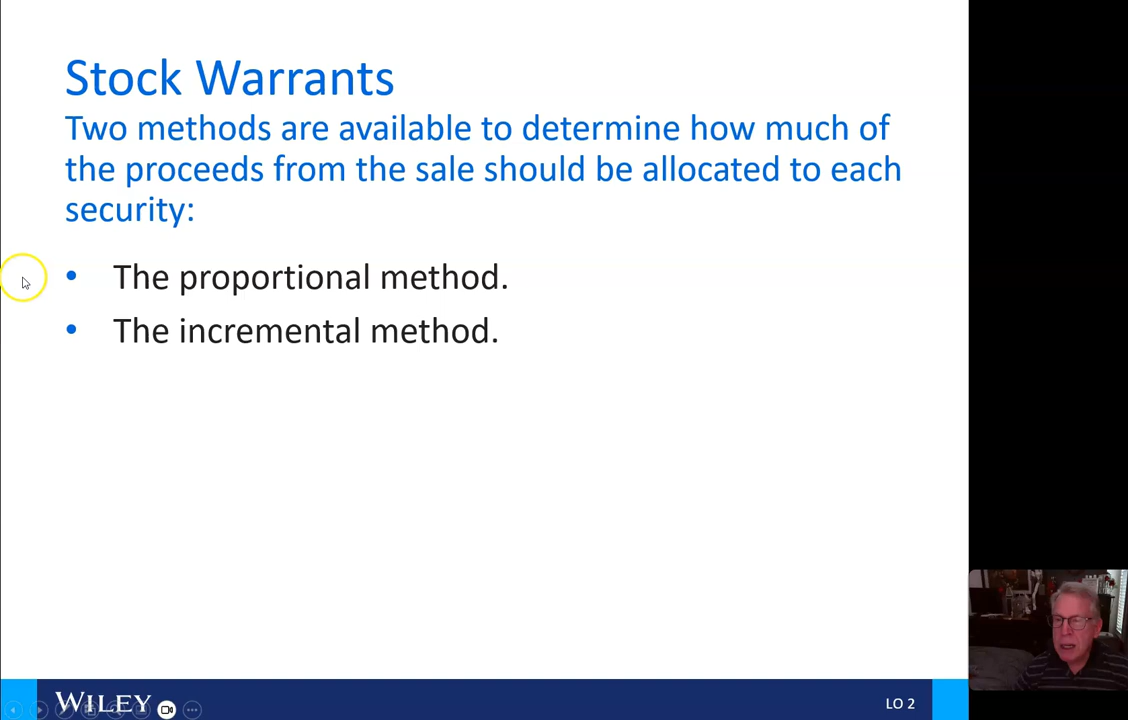 Stock Warrants
Two methods are available to determine how much of
the proceeds from the sale should be allocated to each
security:
• The proportional method.
• The incremental method.
WILEY
LO 2